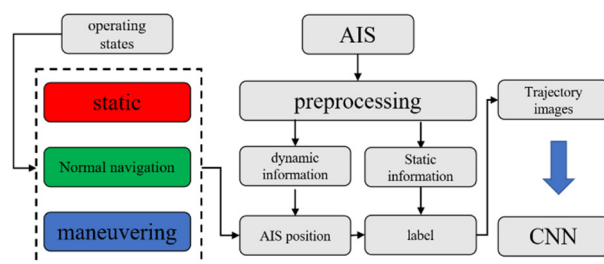 operating
states
static
Normal navigation
maneuvering
AIS
preprocessing
dynamic
information
Static
information
AIS position
label
Trajectory
images
CNN